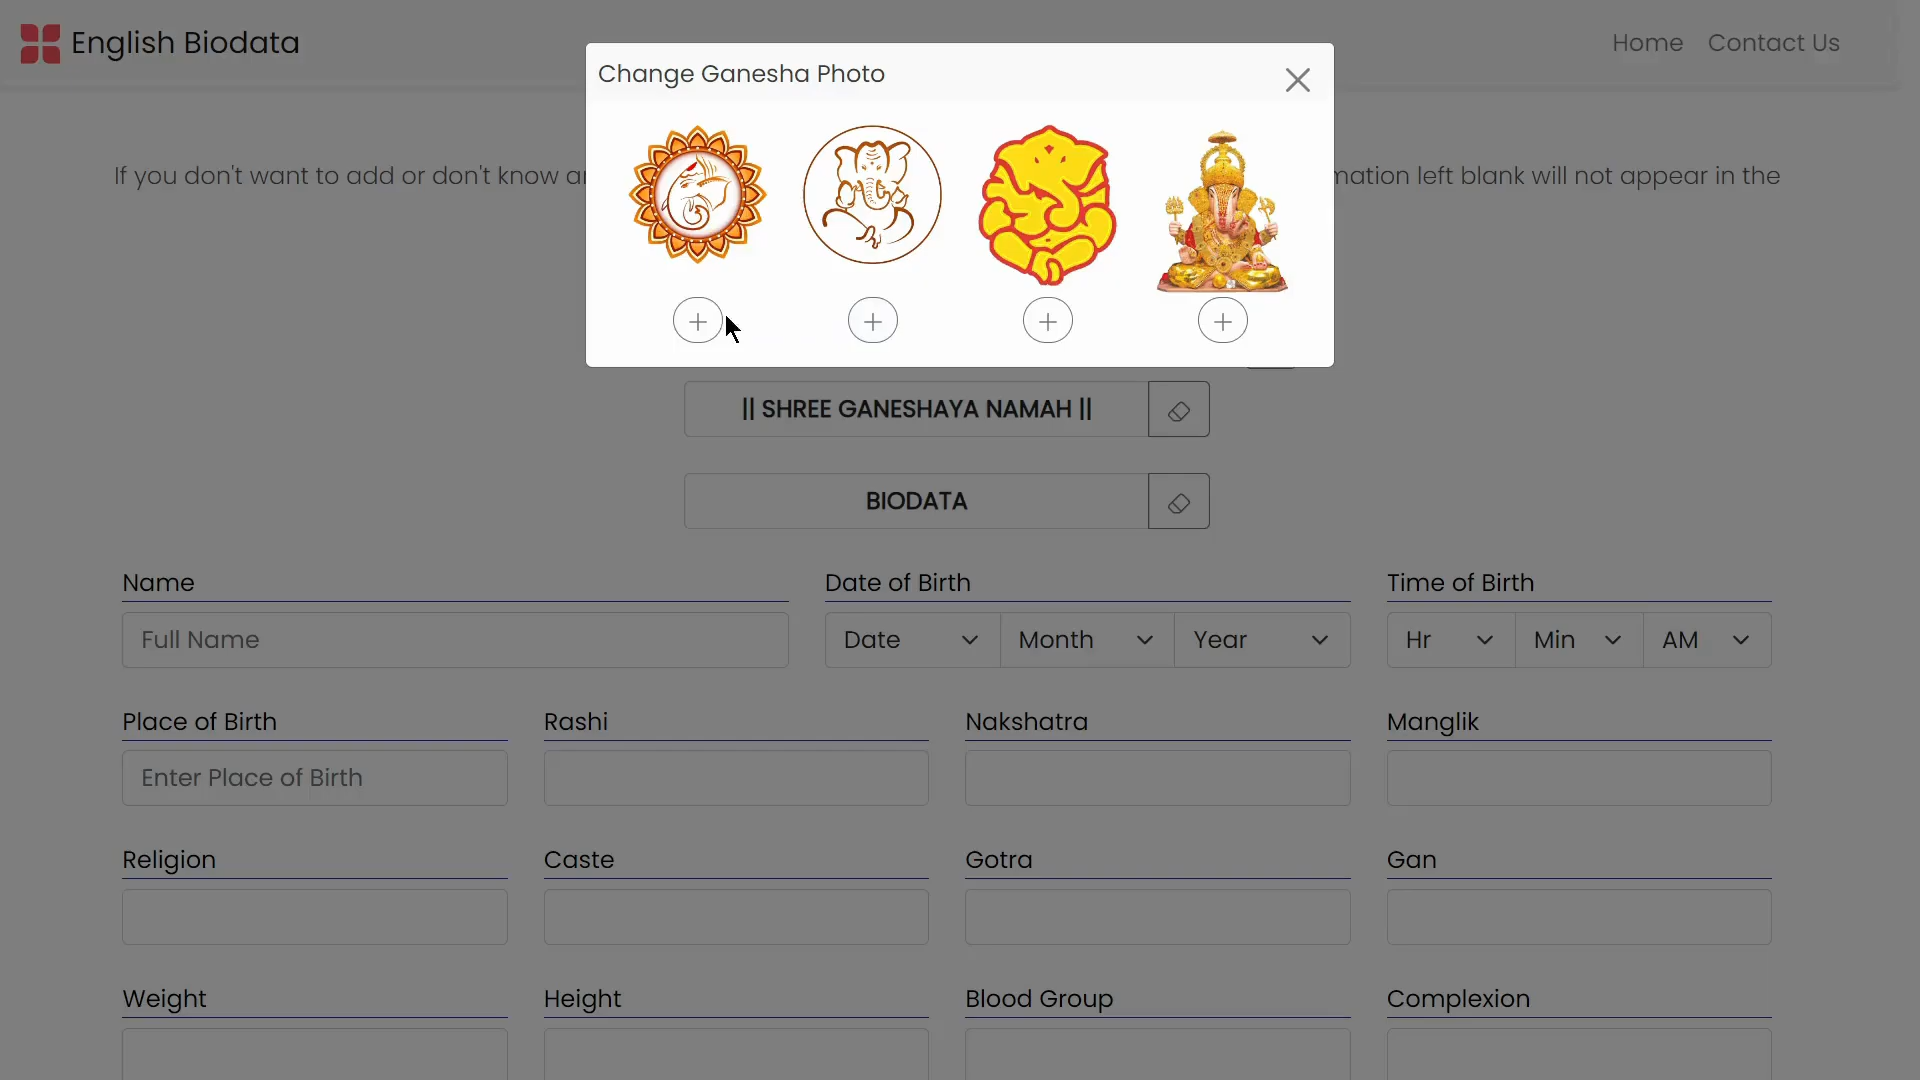 English Biodata
Home
Contact Us
Change Ganesha Photo
If you don't want to add or don't know
mation left blank will not appear in the
|| SHREE GANESHAYA NAMAH ||
BIODATA
Name
Date of Birth
Time of Birth
Full Name
Date
Month
Year
Hr
Min
AM
Place of Birth
Rashi
Nakshatra
Manglik
Enter Place of Birth
Religion
Caste
Gotra
Gan
Weight
Height
Blood Group
Complexion